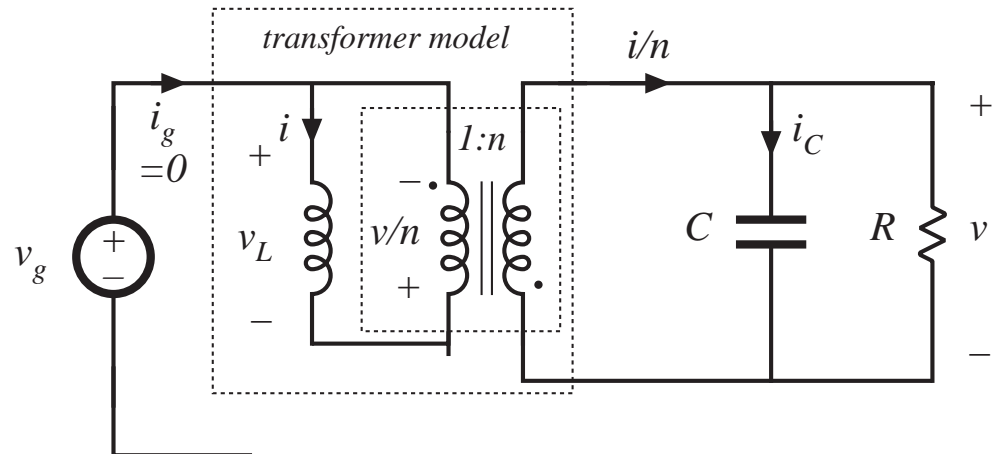 transformer model
i/n
i_g
=0
i
+
1:n
i_C
+
+
−
v_g
−
v_L
v/n
−
+
C
R
v
−